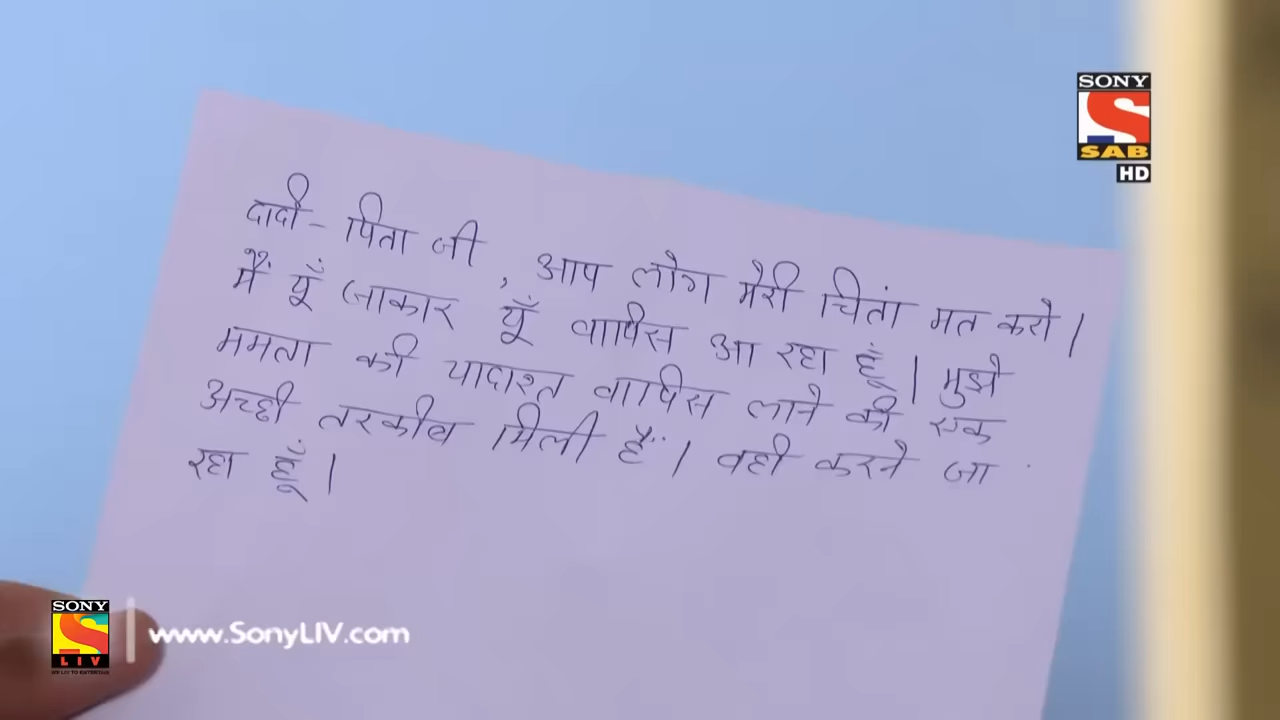 दादी - पिता जी , आप लोग मेरी चितां मत करो |
मैं यूँ जाकार यूँ वापिस आ रहा हूँ | मुझे
ममता की यादाश्त वापिस लाने की एक
अच्छी तरकीब मिली हैं | वही करने जा
रहा हूँ |
SONY
SAB
HD
SONY
LIV
www.SonyLIV.com